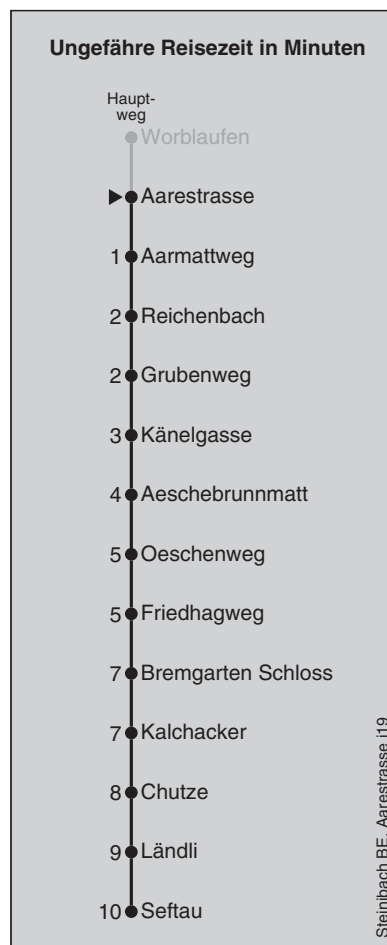 Ungefähre Reisezeit in Minuten
Haupt-
weg
Worblaufen
Aarestrasse
1 Aarmattweg
2 Reichenbach
2 Grubenweg
3 Känelgasse
4 Aeschebrunnmatt
5 Oeschenweg
5 Friedhagweg
7 Bremgarten Schloss
7 Kalchacker
8 Chutze
9 Ländli
10 Seftau
Steinibach BE, Aarestrasse j19